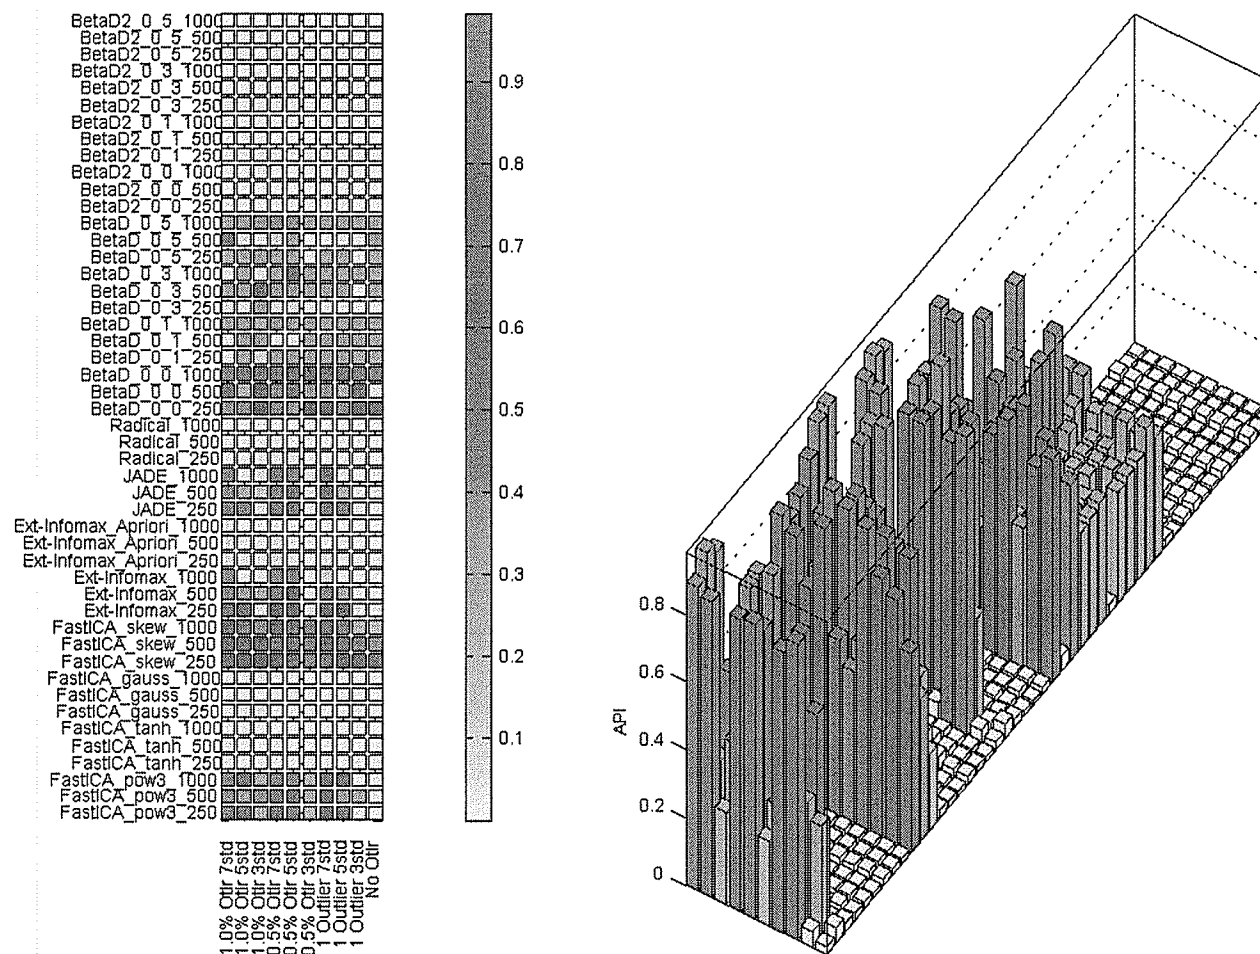 BetaD2_0_5_1000
BetaD2_0_5_500
BetaD2_0_5_250
BetaD2_0_3_1000
BetaD2_0_3_500
BetaD2_0_3_250
BetaD2_0_1_1000
BetaD2_0_1_500
BetaD2_0_1_250
BetaD2_0_0_1000
BetaD2_0_0_500
BetaD2_0_0_250
BetaD_0_5_1000
BetaD_0_5_500
BetaD_0_5_250
BetaD_0_3_1000
BetaD_0_3_500
BetaD_0_3_250
BetaD_0_1_1000
BetaD_0_1_500
BetaD_0_1_250
BetaD_0_0_1000
BetaD_0_0_500
BetaD_0_0_250
Radical_1000
Radical_500
Radical_250
JADE_1000
JADE_500
JADE_250
Ext-Infomax_Apriori_1000
Ext-Infomax_Apriori_500
Ext-Infomax_Apriori_250
Ext-Infomax_1000
Ext-Infomax_500
Ext-Infomax_250
FastICA_skew_1000
FastICA_skew_500
FastICA_skew_250
FastICA_gauss_1000
FastICA_gauss_500
FastICA_gauss_250
FastICA_tanh_1000
FastICA_tanh_500
FastICA_tanh_250
FastICA_pow3_1000
FastICA_pow3_500
FastICA_pow3_250
1.0% Otlr 7std
1.0% Otlr 5std
1.0% Otlr 3std
0.5% Otlr 7std
0.5% Otlr 5std
0.5% Otlr 3std
1 Outlier 7std
1 Outlier 5std
1 Outlier 3std
No Otlr
0.9
0.8
0.7
0.6
0.5
0.4
0.3
0.2
0.1
API
0.8
0.6
0.4
0.2
0